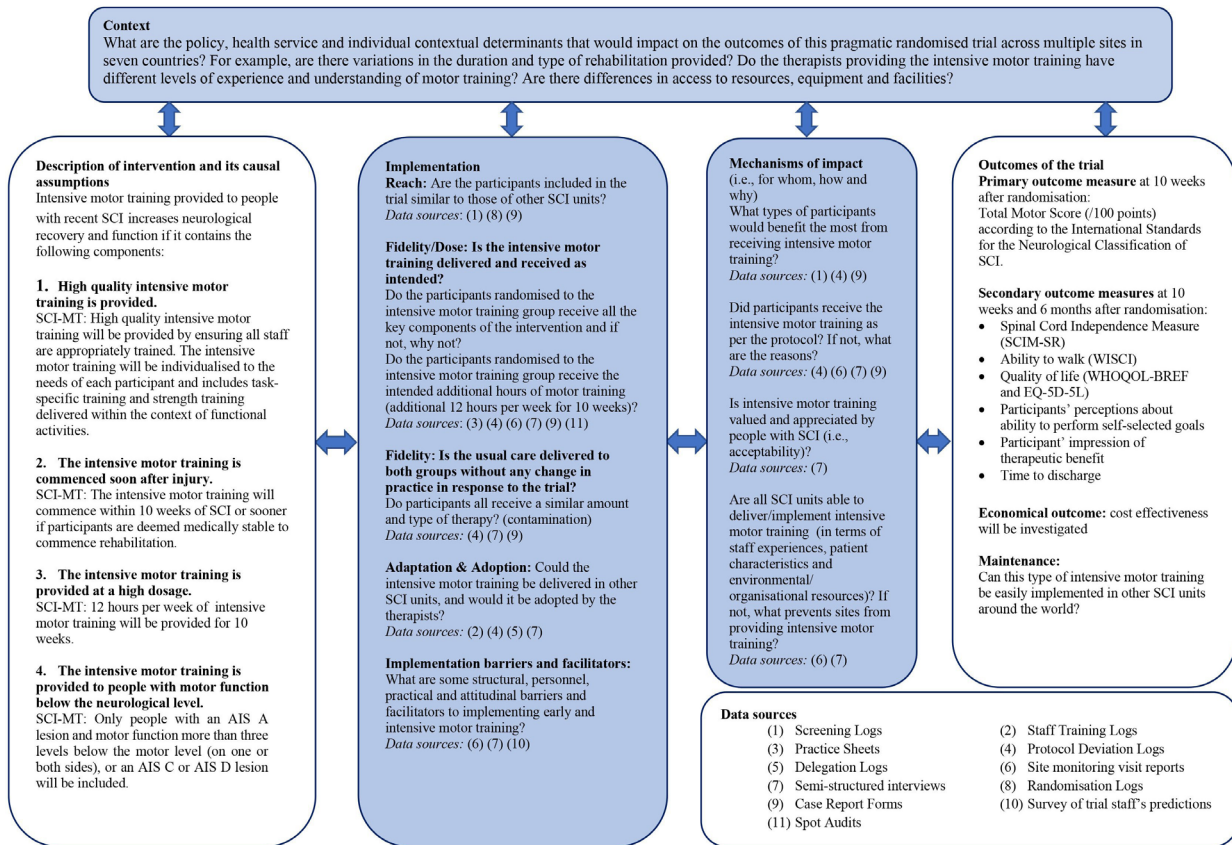 Context
What are the policy, health service and individual contextual determinants that would impact on the outcomes of this pragmatic randomised trial across multiple sites in
seven countries? For example, are there variations in the duration and type of rehabilitation provided? Do the therapists providing the intensive motor training have
different levels of experience and understanding of motor training? Are there differences in access to resources, equipment and facilities?
Description of intervention and its causal
assumptions
Intensive motor training provided to people
with recent SCI increases neurological
recovery and function if it contains the
following components:
1. High quality intensive motor
training is provided.
SCI-MT: High quality intensive motor
training will be provided by ensuring all staff
are appropriately trained. The intensive
motor training will be individualised to the
needs of each participant and includes task-
specific training and strength training
delivered within the context of functional
activities.
2. The intensive motor training is
commenced soon after injury.
SCI-MT: The intensive motor training will
commence within 10 weeks of SCI or sooner
if participants are deemed medically stable to
commence rehabilitation.
3. The intensive motor training is
provided at a high dosage.
SCI-MT: 12 hours per week of intensive
motor training will be provided for 10
weeks.
4. The intensive motor training is
provided to people with motor function
below the neurological level.
SCI-MT: Only people with an AIS A
lesion and motor function more than three
levels below the motor level (on one or
both sides), or an AIS C or AIS D lesion
will be included.
Implementation
Reach: Are the participants included in the
trial similar to those of other SCI units?
Data sources: (1) (8) (9)
Fidelity/Dose: Is the intensive motor
training delivered and received as
intended?
Do the participants randomised to the
intensive motor training group receive all the
key components of the intervention and if
not, why not?
Do the participants randomised to the
intensive motor training group receive the
intended additional hours of motor training
(additional 12 hours per week for 10 weeks)?
Data sources: (3) (4) (6) (7) (9) (11)
Fidelity: Is the usual care delivered to
both groups without any change in
practice in response to the trial?
Do participants all receive a similar amount
and type of therapy? (contamination)
(4) (7) (9)
Adaptation & Adoption: Could the
intensive motor training be delivered in other
SCI units, and would it be adopted by the
therapists?
Data sources: (2) (4) (5) (7)
Implementation barriers and facilitators:
What are some structural, personnel,
practical and attitudinal barriers and
facilitators to implementing early and
intensive motor training?
Data sources: (6) (7) (10)
Mechanisms of impact
(i.e., for whom, how and
why)
What types of participants
would benefit the most from
receiving intensive motor
training?
Data sources: (1) (4) (9)
Did participants receive the
intensive motor training as
per the protocol? If not, what
are the reasons?
(4) (6) (7) (9)
Is intensive motor training
valued and appreciated by
people with SCI (i.e.,
acceptability)?
(7)
Are all SCI units able to
deliver/implement intensive
motor training (in terms of
staff experiences, patient
characteristics and
environmental/
organisational resources)? If
not, what prevents sites from
providing intensive motor
training?
Data sources: (6) (7)
Outcomes of the trial
Primary outcome measure at 10 weeks
after randomisation:
Total Motor Score (/100 points)
according to the International Standards
for the Neurological Classification of
SCI.
Secondary outcome measures at 10
weeks and 6 months after randomisation:
• Spinal Cord Independence Measure
(SCIM-SR)
• Ability to walk (WISCI)
• Quality of life (WHOQOL-BREF
and EQ-5D-5L)
• Participants' perceptions about
ability to perform self-selected goals
• Participant' impression of
therapeutic benefit
• Time to discharge
Economical outcome: cost effectiveness
will be investigated
Maintenance:
Can this type of intensive motor training
be easily implemented in other SCI units
around the world?
Data sources
(1) Screening Logs (2) Staff Training Logs
(3) Practice Sheets (4) Protocol Deviation Logs
(5) Delegation Logs (6) Site monitoring visit reports
(7) Semi-structured interviews (8) Randomisation Logs
(9) Case Report Forms (10) Survey of trial staff's predictions
(11) Spot Audits